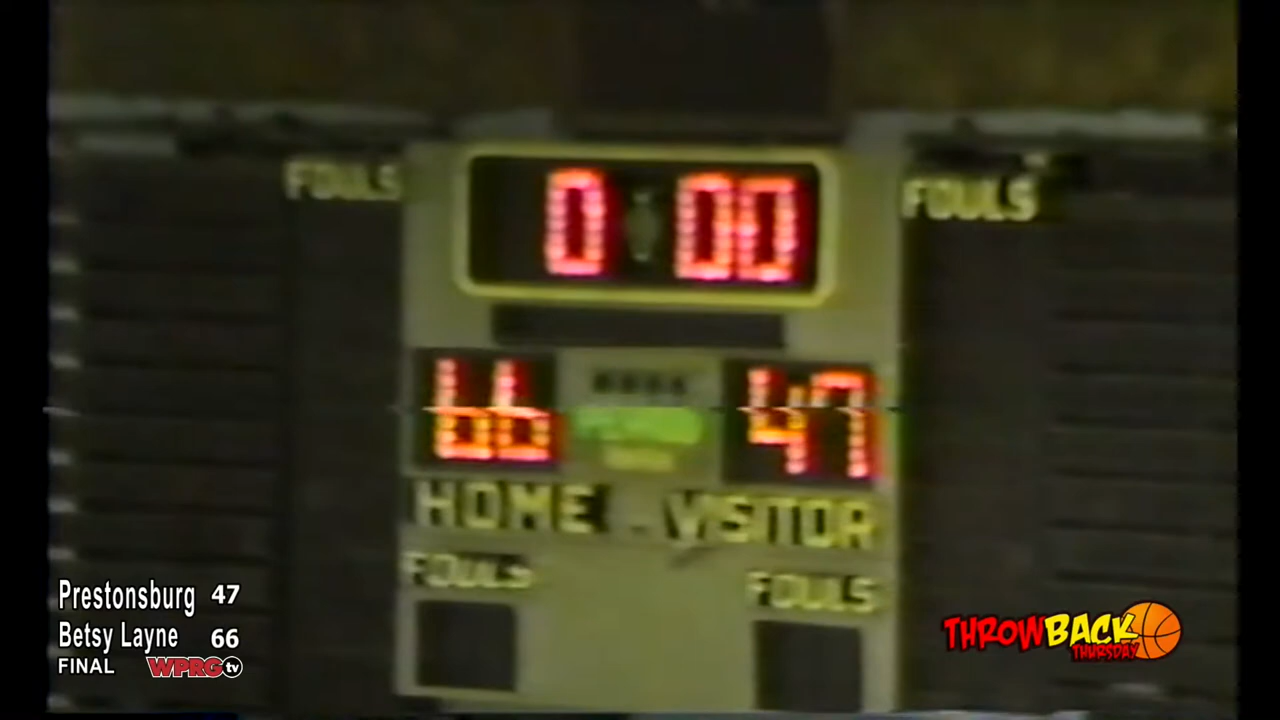 FOULS 0:00 FOULS
66 47
HOME VISITOR
FOULS FOULS
Prestonsburg 47
Betsy Layne 66
FINAL WPRG tv
THROWBACK
THURSDAY